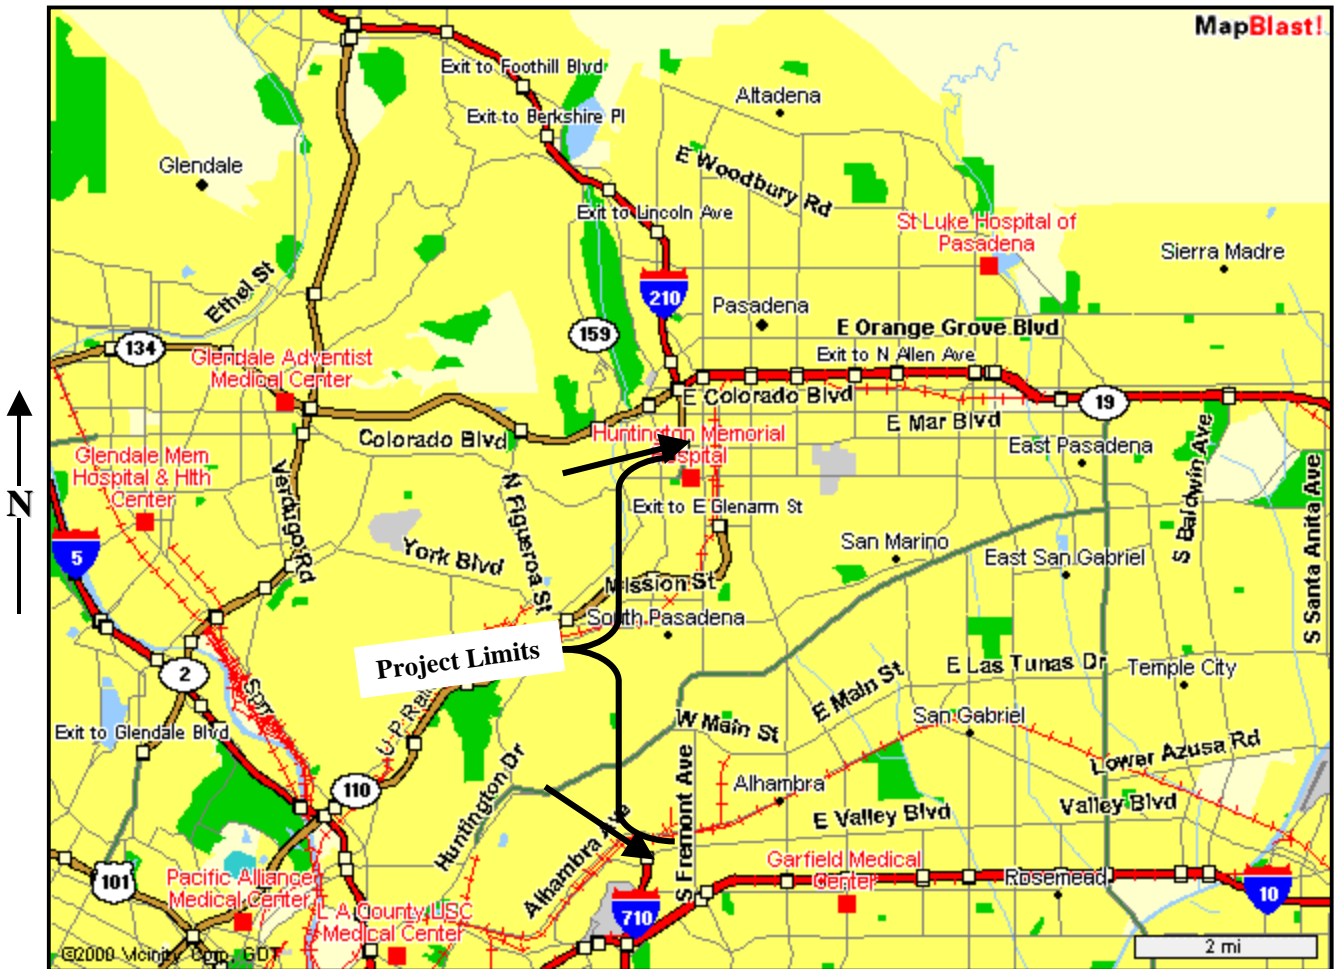 MapBlast!
Exit to Foothill Blvd
Altadena
Exit to Berkshire Pl
Glendale
E Woodbury Rd
Exit to Lincoln Ave
St Luke Hospital of
Pasadena
Sierra Madre
Ethel St
210
Pasadena
159
E Orange Grove Blvd
134
Glendale Adventist
Medical Center
Exit to N Allen Ave
E Colorado Blvd
19
E Mar Blvd
Colorado Blvd
Huntington Memorial
Hospital
East Pasadena
S Baldwin Ave
Glendale Mem
Hospital & Hlth
Center
Verdugo Rd
N Figueroa St
S Santa Ana Ave
N
Exit to E Glenarm St
5
York Blvd
San Marino
East San Gabriel
Mission St
South Pasadena
Project Limits
E Las Tunas Dr
Temple City
2
E Main St
San Gabriel
W Main St
U P Rai
Exit to Glendale Blvd
Lower Azusa Rd
Huntington Dr
S Fremont Ave
Alhambra
110
Valley Blvd
E Valley Blvd
Alhambra Ave
Garfield Medical
Center
101
Pacific Alliance
Medical Center
Rosemead
10
L A County USC
Medical Center
710
©2000 Vicinity Corp, GDT
2 mi